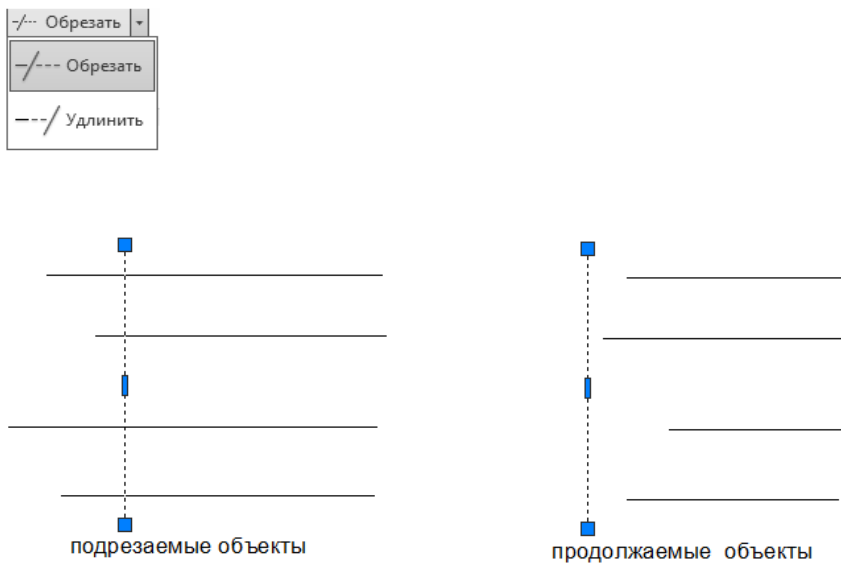 Обрезать
Обрезать
Удлинить
подрезаемые объекты
продолжаемые объекты